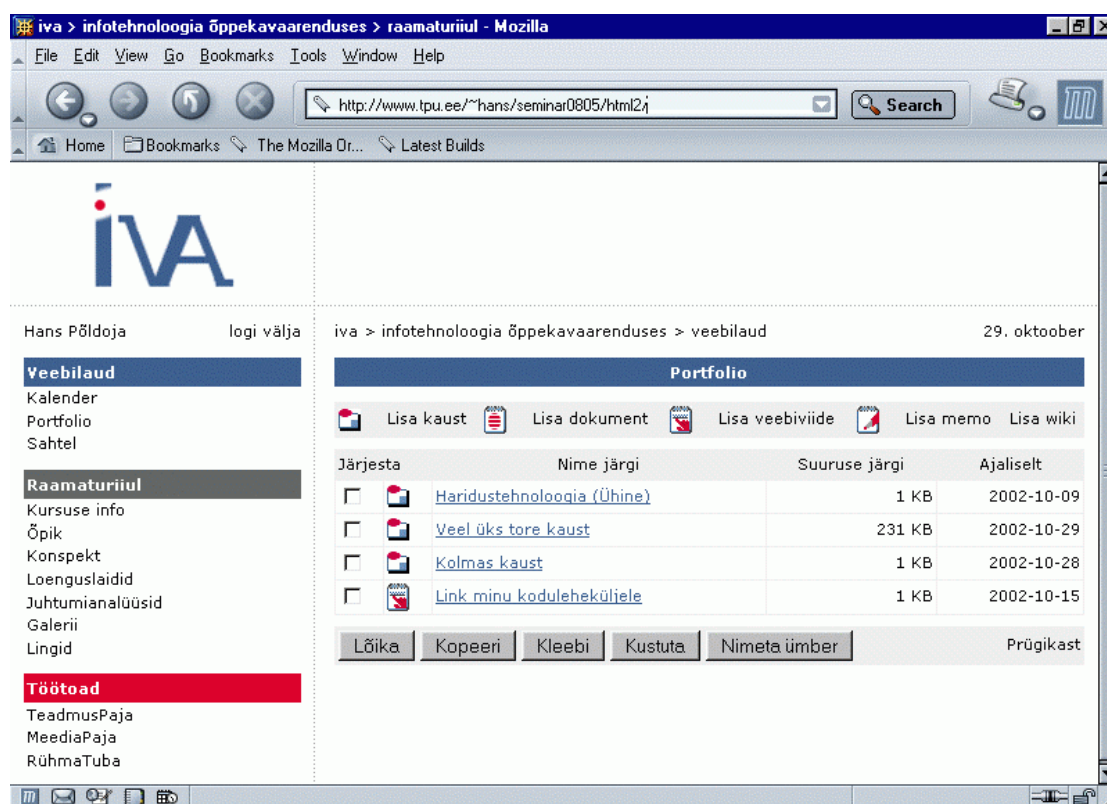 iva > infotehnoloogia õppekavaarenduses > raamaturiiul - Mozilla
File Edit View Go Bookmarks Tools Window Help
http://www.tpu.ee/~hans/seminar0805/html2/i Search
Home Bookmarks The Mozilla Or... Latest Builds
iVA
Hans Põldoja logi välja
iva > infotehnoloogia õppekavaarenduses > veebilaud 29. oktoober
Veebilaud
Kalender
Portfolio
Sahtel
Raamaturiiul
Kursuse info
Õpik
Konspekt
Loenguslaidid
Juhtumianalüüsid
Galerii
Lingid
Töötoad
TeadmusPaja
MeediaPaja
RühmaTuba
Portfolio
Lisa kaust Lisa dokument Lisa veebiviide Lisa memo Lisa wiki
Järjesta Nime järgi Suuruse järgi Ajaliselt
Haridustehnoloogia (Ühine) 1 KB 2002-10-09
Veel üks tore kaust 231 KB 2002-10-29
Kolmas kaust 1 KB 2002-10-28
Link minu koduleheküljele 1 KB 2002-10-15
Lõika Kopeeri Kleebi Kustuta Nimeta ümber Prügikast